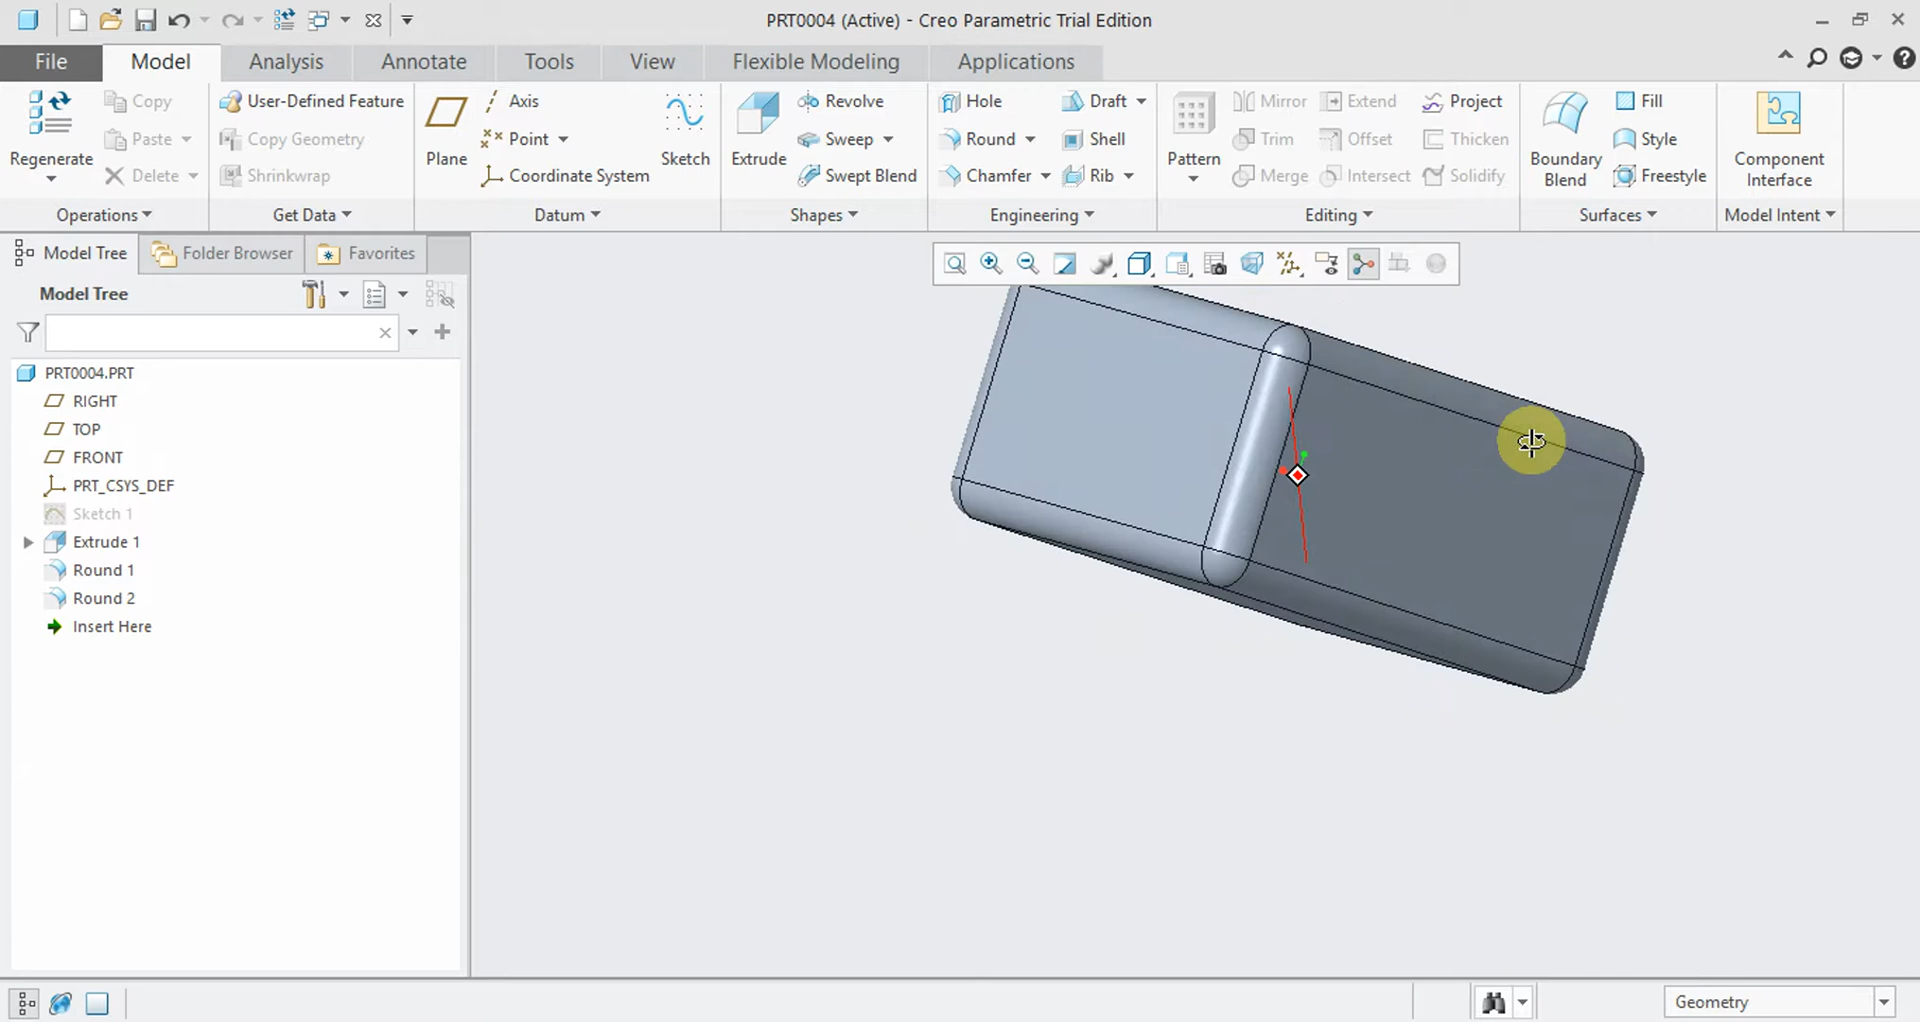 PRT0004 (Active) - Creo Parametric Trial Edition
File Model Analysis Annotate Tools View Flexible Modeling Applications
Regenerate
Copy
Paste
Delete
Operations
User-Defined Feature
Copy Geometry
Shrinkwrap
Get Data
Plane
Axis
Point
Coordinate System
Sketch
Datum
Extrude
Revolve
Sweep
Swept Blend
Shapes
Hole
Round
Chamfer
Draft
Shell
Rib
Engineering
Pattern
Mirror
Trim
Merge
Extend
Offset
Intersect
Project
Thicken
Solidify
Editing
Boundary
Blend
Fill
Style
Freestyle
Surfaces
Component
Interface
Model Intent
Model Tree Folder Browser Favorites
Model Tree
PRT0004.PRT
RIGHT
TOP
FRONT
PRT_CSYS_DEF
Sketch 1
Extrude 1
Round 1
Round 2
Insert Here
Geometry